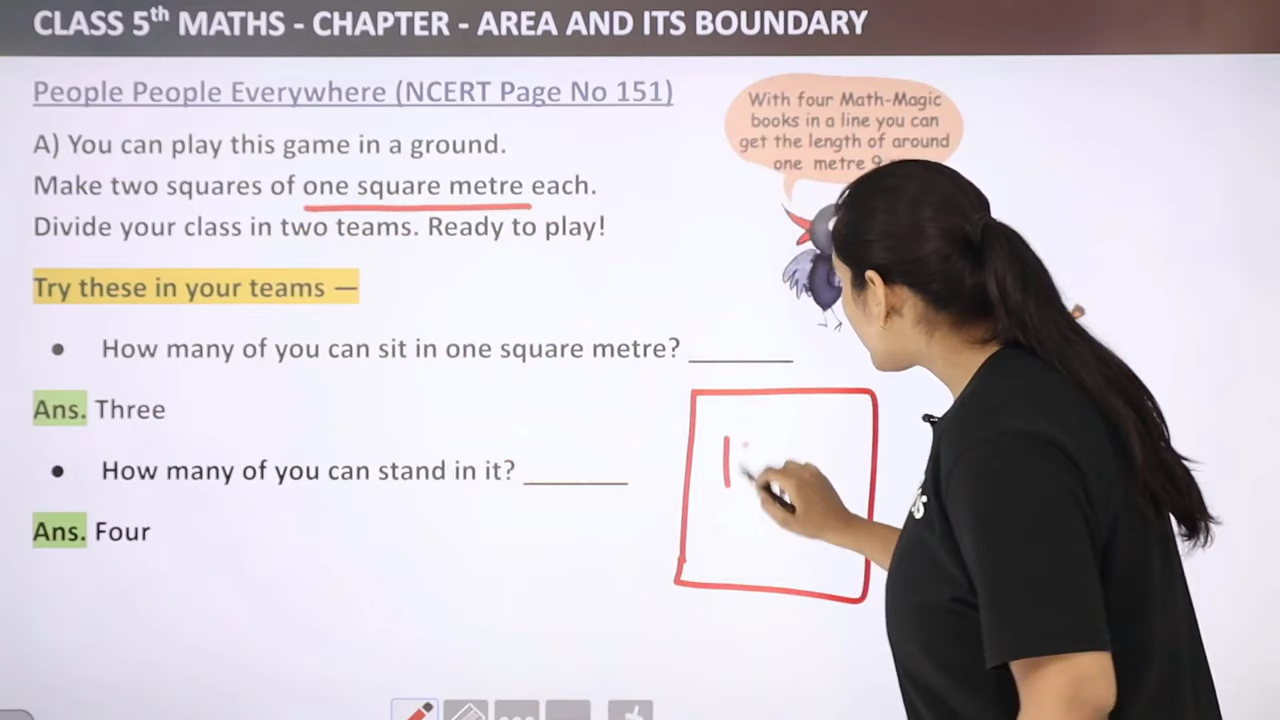 CLASS 5th MATHS - CHAPTER - AREA AND ITS BOUNDARY
People People Everywhere (NCERT Page No 151)
With four Math-Magic
books in a line you can
get the length of around
one metre
A) You can play this game in a ground.
Make two squares of one square metre each.
Divide your class in two teams. Ready to play!
Try these in your teams —
● How many of you can sit in one square metre? ________
Ans. Three
● How many of you can stand in it? ________
Ans. Four